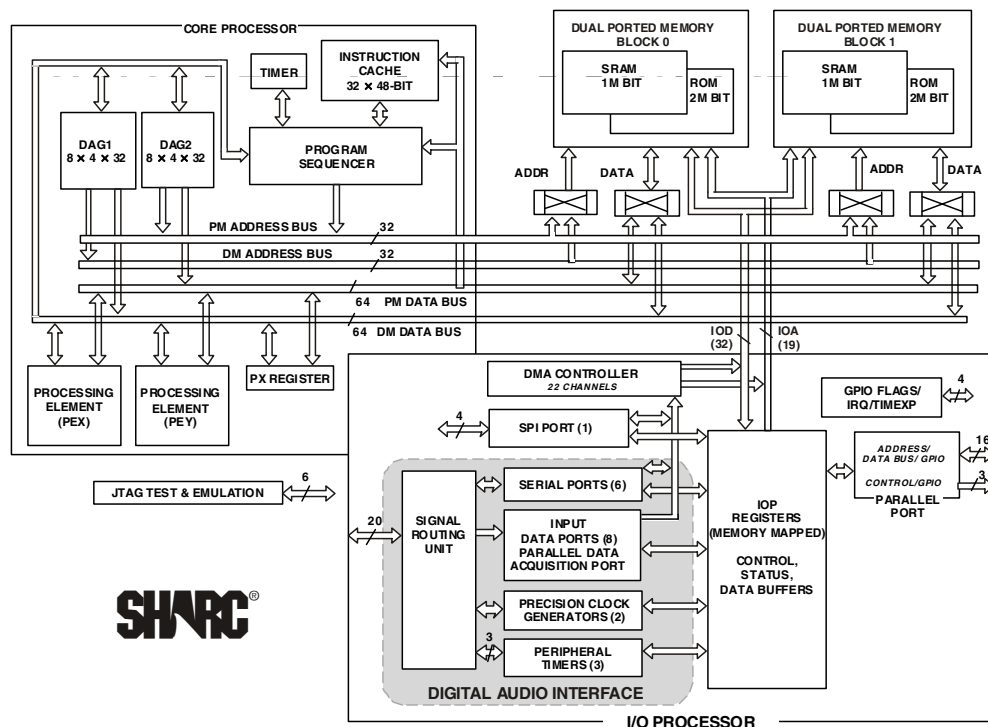 CORE PROCESSOR
TIMER
INSTRUCTION
CACHE
32 × 48-BIT
DAG1
8 × 4 × 32
DAG2
8 × 4 × 32
PROGRAM
SEQUENCER
DUAL PORTED MEMORY
BLOCK 0
SRAM
1M BIT
ROM
2M BIT
DUAL PORTED MEMORY
BLOCK 1
SRAM
1M BIT
ROM
2M BIT
ADDR
DATA
ADDR
DATA
PM ADDRESS BUS
32
DM ADDRESS BUS
32
64
PM DATA BUS
64
DM DATA BUS
IOD
(32)
IOA
(19)
PROCESSING
ELEMENT
(PEX)
PROCESSING
ELEMENT
(PEY)
PX REGISTER
DMA CONTROLLER
22 CHANNELS
GPIO FLAGS/
IRQ/TIMEXP
4
4
SPI PORT (1)
6
JTAG TEST & EMULATION
20
SIGNAL
ROUTING
UNIT
SERIAL PORTS (6)
INPUT
DATA PORTS (8)
PARALLEL DATA
ACQUISITION PORT
PRECISION CLOCK
GENERATORS (2)
3
PERIPHERAL
TIMERS (3)
DIGITAL AUDIO INTERFACE
IOP
REGISTERS
(MEMORY MAPPED)
CONTROL,
STATUS,
DATA BUFFERS
ADDRESS/
DATA BUS/ GPIO
CONTROL/GPIO
PARALLEL
PORT
16
3
SHARC®
I/O PROCESSOR